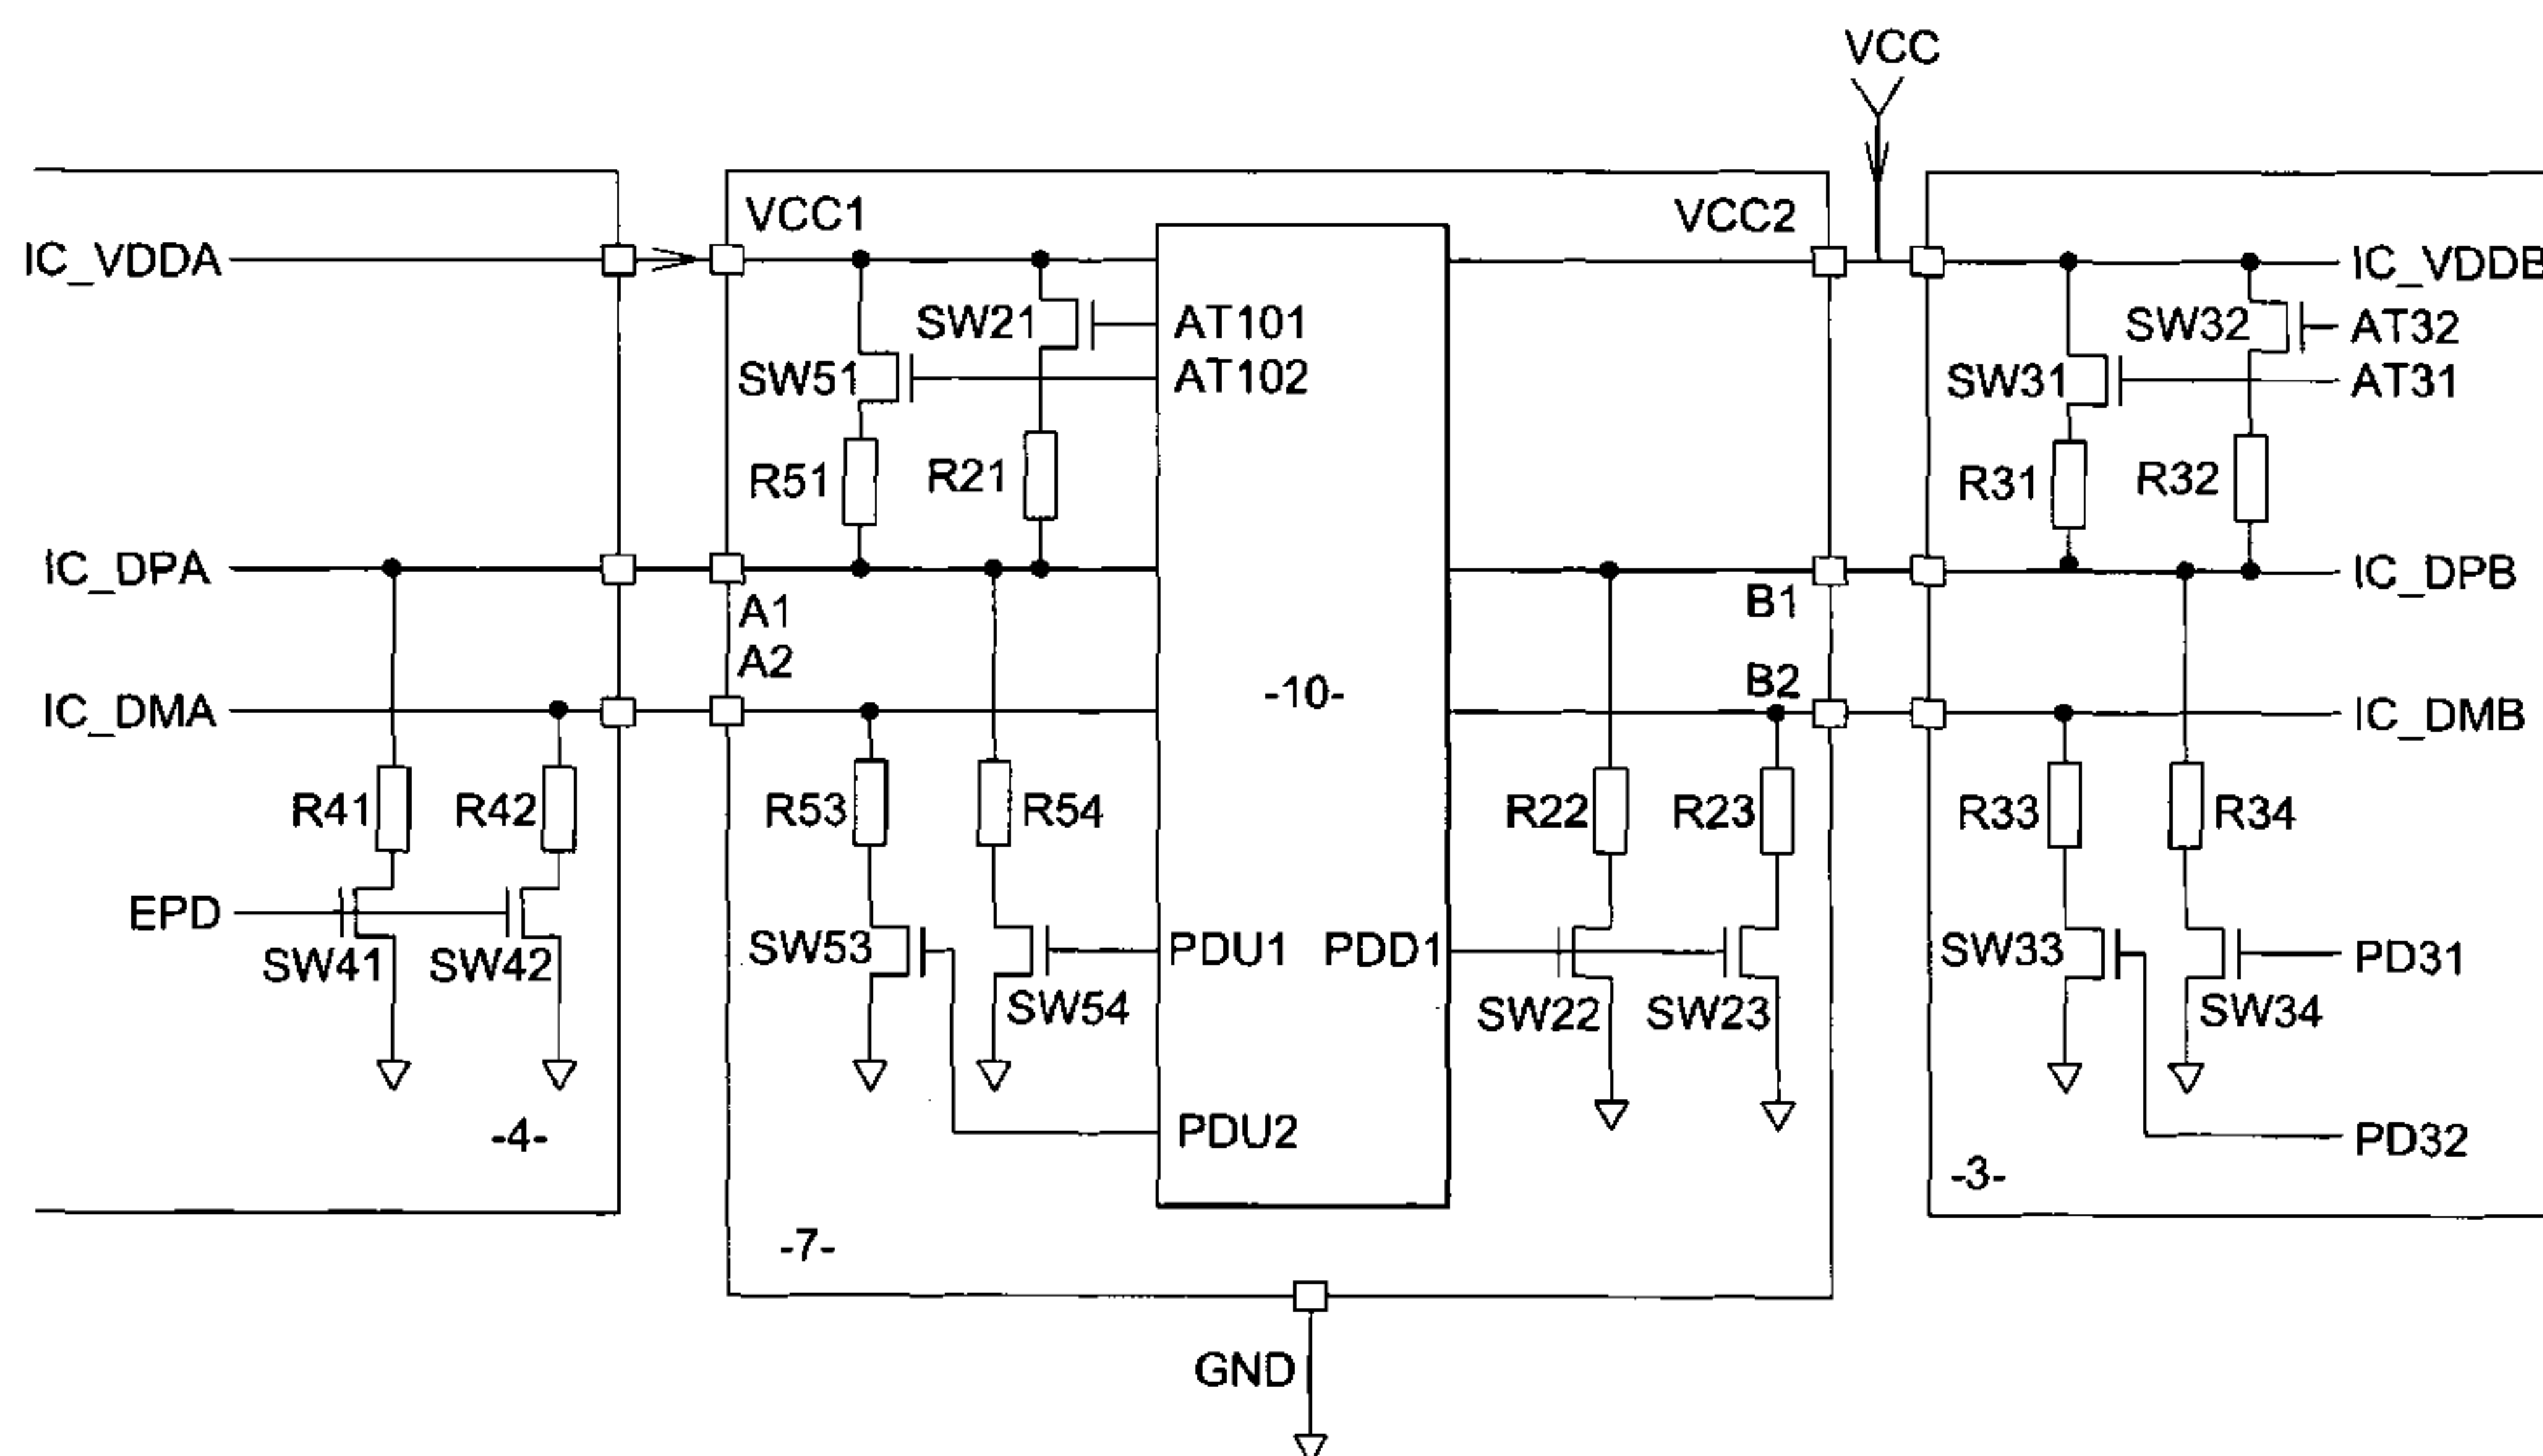 VCC
VCC1
VCC2
IC_VDDA
IC_VDDB
SW21
AT101
SW32
AT32
SW51
AT102
SW31
AT31
R51
R21
R31
R32
IC_DPA
IC_DPB
A1
B1
A2
B2
IC_DMA
-10-
IC_DMB
R41
R42
R53
R54
R22
R23
R33
R34
EPD
SW41
SW42
SW53
PDU1
PDD1
SW33
PD31
SW54
SW22
SW23
SW34
-4-
PDU2
PD32
-3-
-7-
GND